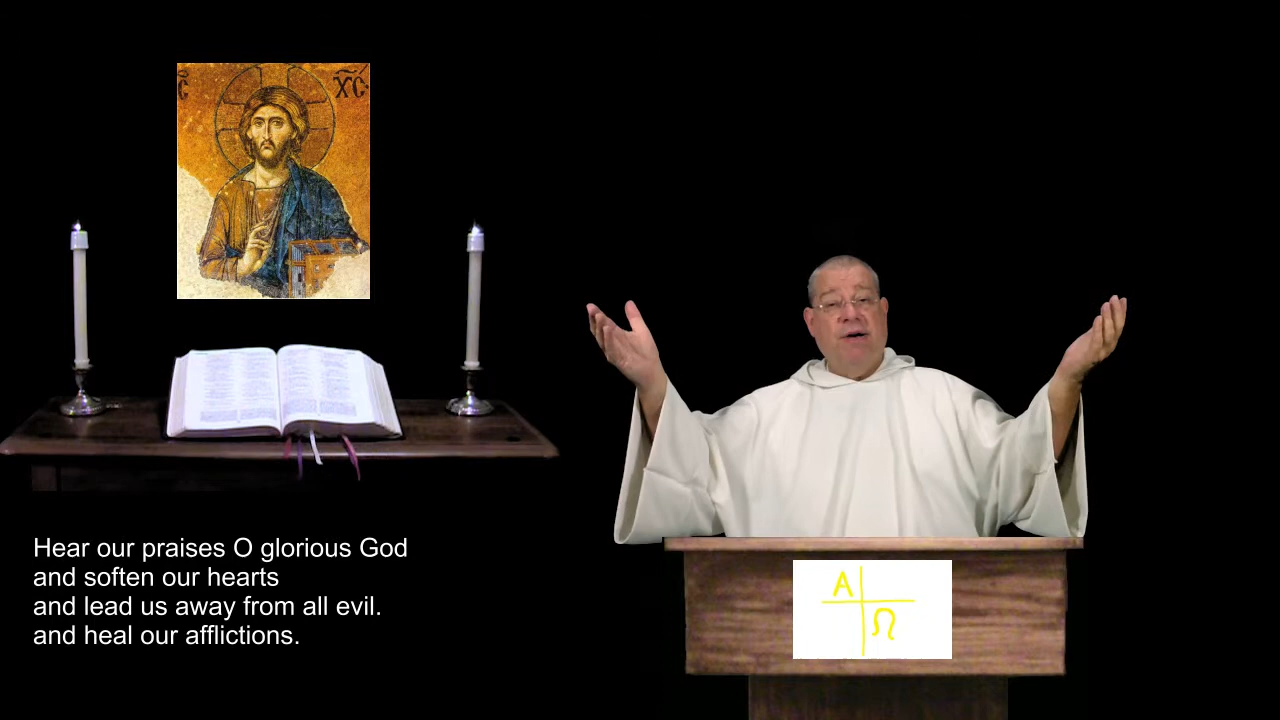 C
XC
Hear our praises O glorious God
and soften our hearts
and lead us away from all evil.
and heal our afflictions.
A
Ω